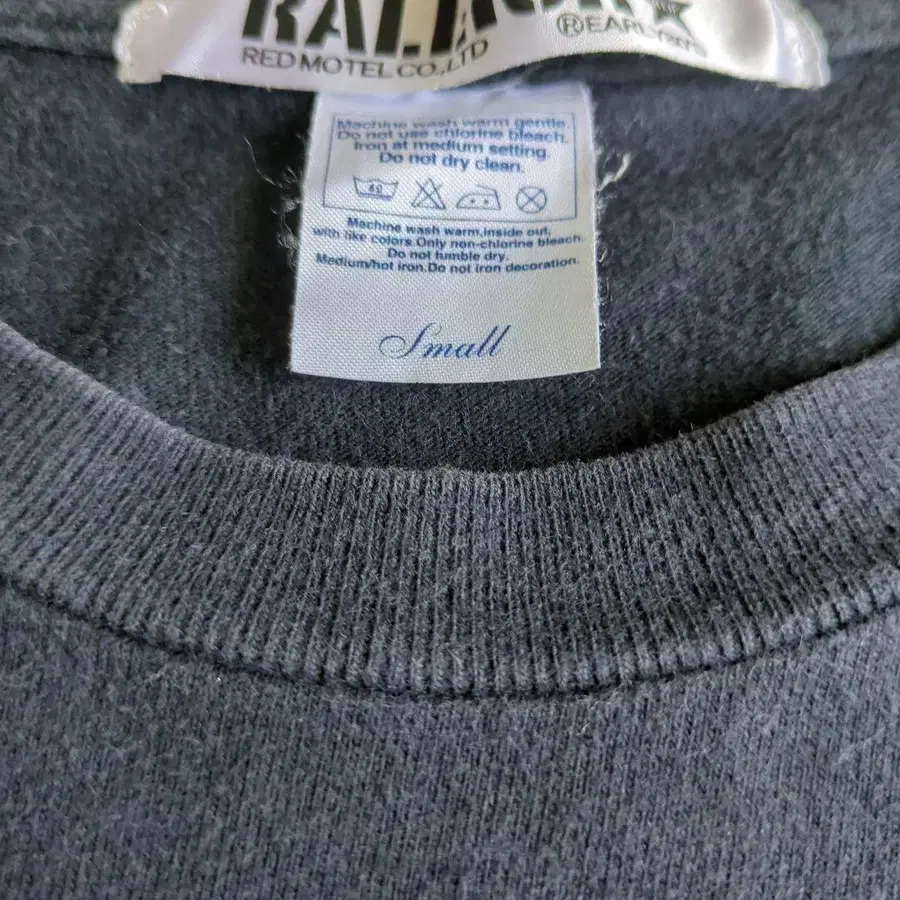 RED MOTEL CO.,LTD
Machine wash warm gentle.
Do not use chlorine bleach.
Iron at medium setting.
Do not dry clean.
40
Machine wash warm,inside out,
with like colors.Only non-chlorine bleach.
Do not tumble dry.
Medium/hot iron.Do not iron decoration.
Small